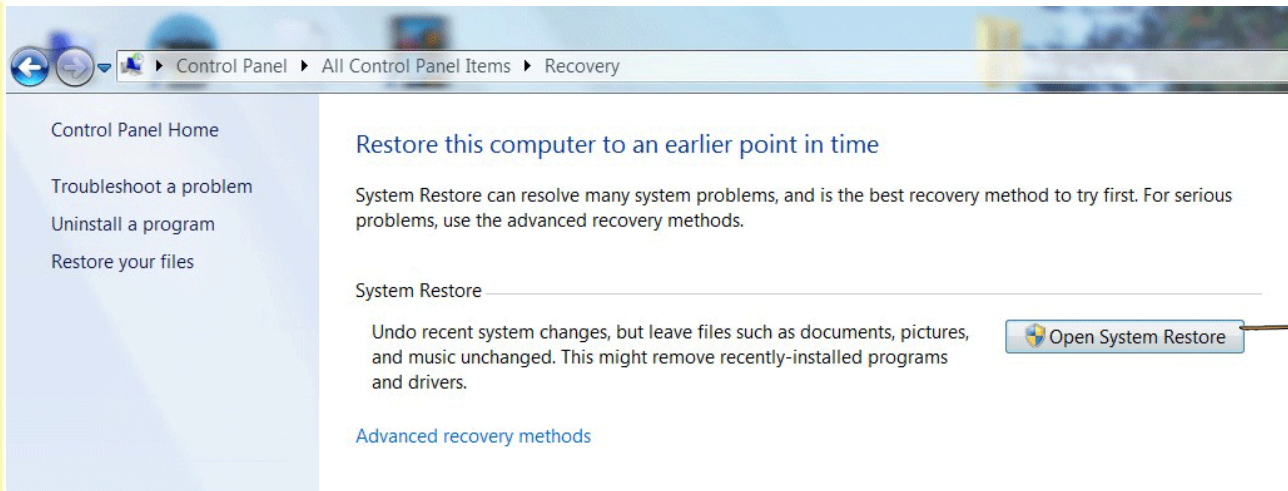 Control Panel ▸ All Control Panel Items ▸ Recovery
Control Panel Home
Troubleshoot a problem
Uninstall a program
Restore your files
Restore this computer to an earlier point in time
System Restore can resolve many system problems, and is the best recovery method to try first. For serious
problems, use the advanced recovery methods.
System Restore
Undo recent system changes, but leave files such as documents, pictures,
and music unchanged. This might remove recently-installed programs
and drivers.
Open System Restore
Advanced recovery methods